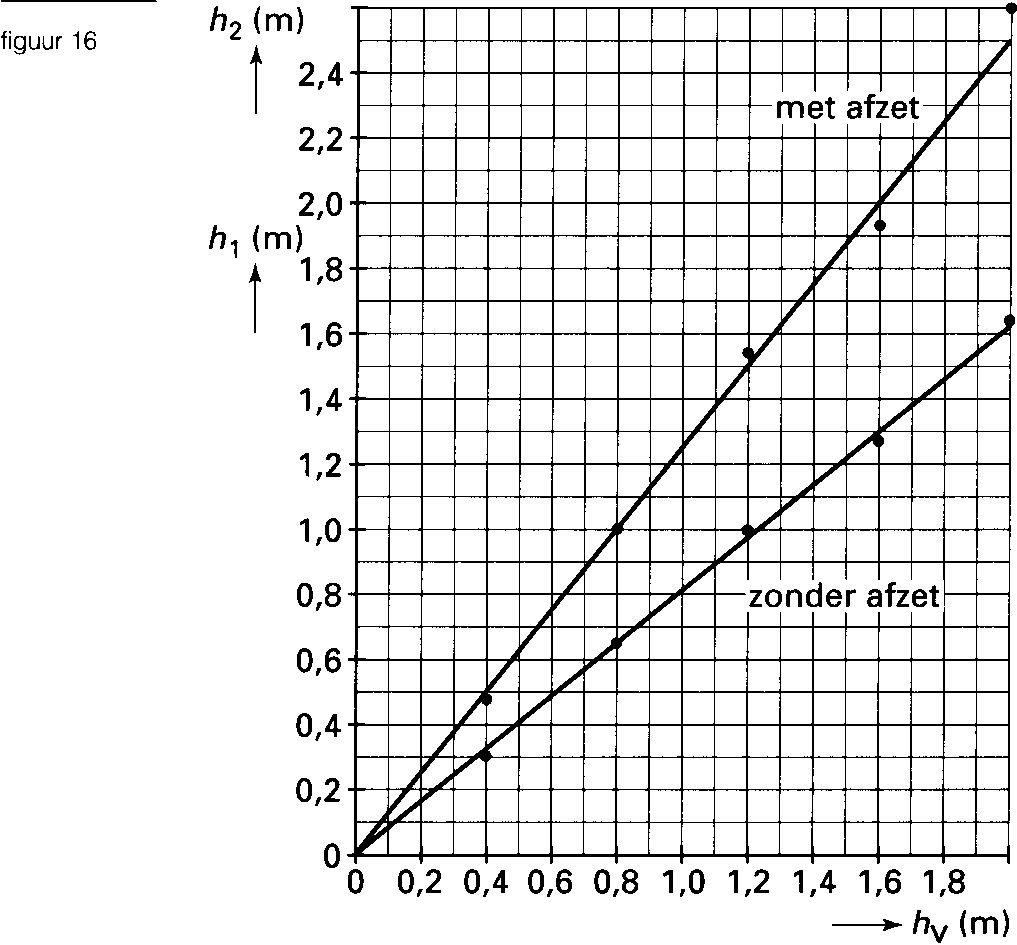 figuur 16
h₂ (m)
2,4
met afzet
2,2
2,0
h₁ (m)
1,8
1,6
1,4
1,2
1,0
0,8
zonder afzet
0,6
0,4
0,2
0
0 0,2 0,4 0,6 0,8 1,0 1,2 1,4 1,6 1,8
hᵥ (m)